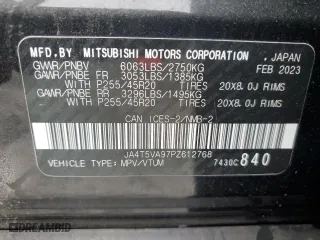 MFD.BY MITSUBISHI MOTORS CORPORATION, JAPAN
GVWR/PNBV 6063LBS/2750KG FEB 2023
GAWR/PNBE FR 3053LBS/1385KG
WITH P255/45R20 TIRES 20X8.0J RIMS
GAWR/PNBE RR 3296LBS/1495KG
WITH P255/45R20 TIRES 20X8.0J RIMS
CAN ICES-2/NMB-2
JA4T5VA97PZ612768
VEHICLE TYPE: MPV/VTUM 7430C 840